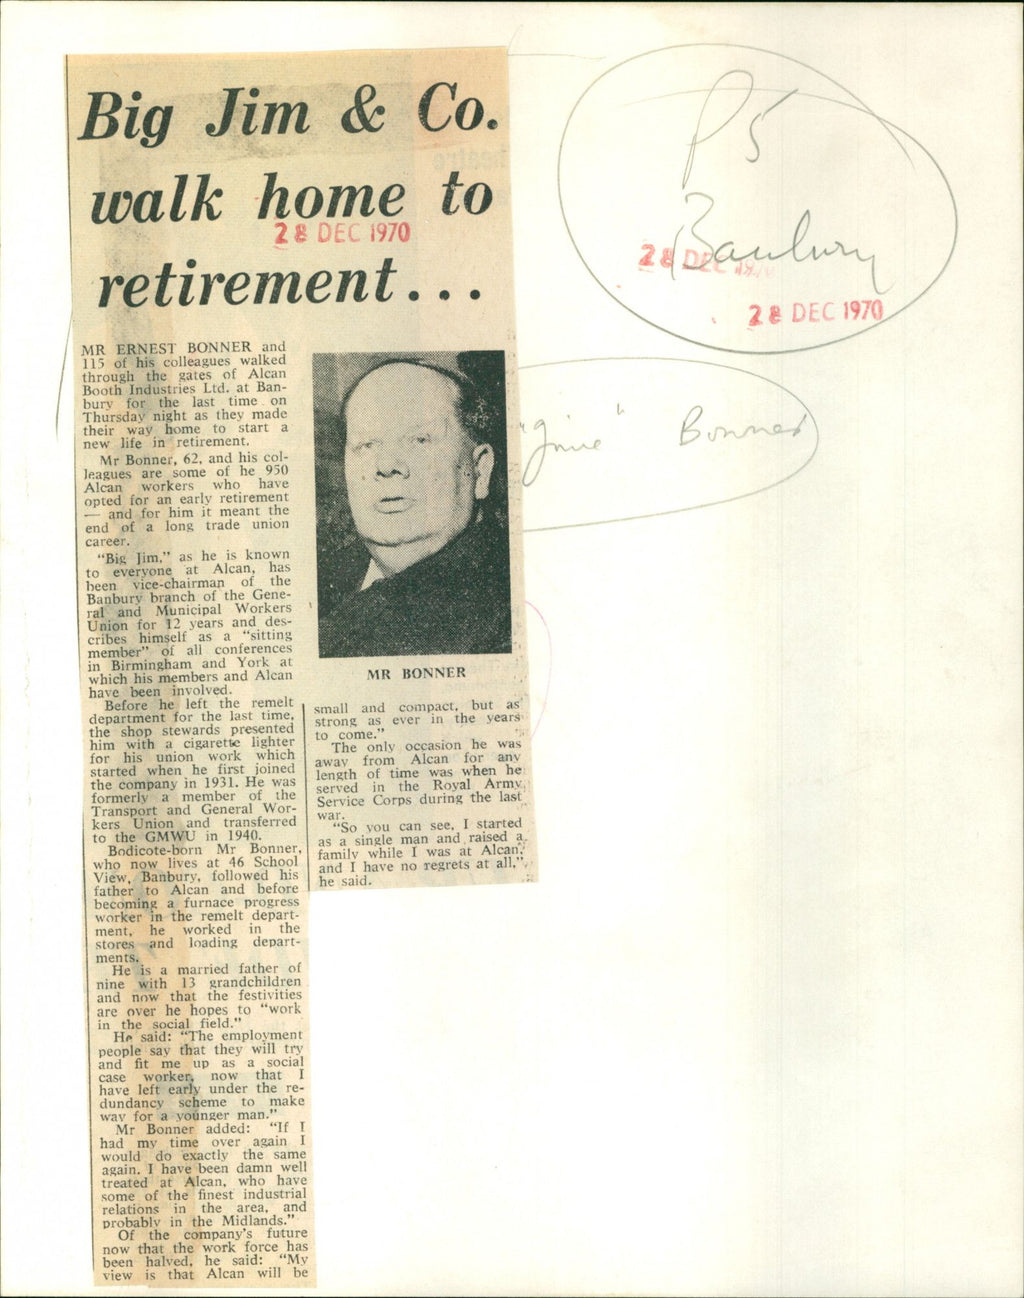 Big Jim & Co.
walk home to
28 DEC 1970
retirement...
MR ERNEST BONNER and
115 of his colleagues walked
through the gates of Alcan
Booth Industries Ltd. at Ban-
bury for the last time on
Thursday night as they made
their way home to start a
new life in retirement.
Mr Bonner, 62, and his col-
leagues are some of he 950
Alcan workers who have
opted for an early retirement
— and for him it meant the
end of a long trade union
career.
"Big Jim," as he is known
to everyone at Alcan, has
been vice-chairman of the
Banbury branch of the Gene-
ral and Municipal Workers
Union for 12 years and des-
cribes himself as a "sitting
member" of all conferences
in Birmingham and York at
which his members and Alcan
have been involved.
Before he left the remelt
department for the last time,
the shop stewards presented
him with a cigarette lighter
for his union work which
started when he first joined
the company in 1931. He was
formerly a member of the
Transport and General Wor-
kers Union and transferred
to the GMWU in 1940.
Bodicote-born Mr Bonner,
who now lives at 46 School
View, Banbury, followed his
father to Alcan and before
becoming a furnace progress
worker in the remelt depart-
ment, he worked in the
stores and loading depart-
ments.
He is a married father of
nine with 13 grandchildren
and now that the festivities
are over he hopes to "work
in the social field."
He said: "The employment
people say that they will try
and fit me up as a social
case worker, now that I
have left early under the re-
dundancy scheme to make
way for a younger man."
Mr Bonner added: "If I
had my time over again I
would do exactly the same
again. I have been damn well
treated at Alcan, who have
some of the finest industrial
relations in the area, and
probably in the Midlands."
Of the company's future
now that the work force has
been halved, he said: "My
view is that Alcan will be
MR BONNER
small and compact, but as
strong as ever in the years
to come."
The only occasion he was
away from Alcan for any
length of time was when he
served in the Royal Army
Service Corps during the last
war.
"So you can see, I started
as a single man and raised a
family while I was at Alcan,
and I have no regrets at all,"
he said.
P5
Banbury
28 DEC 1970
28 DEC 1970
Bonner